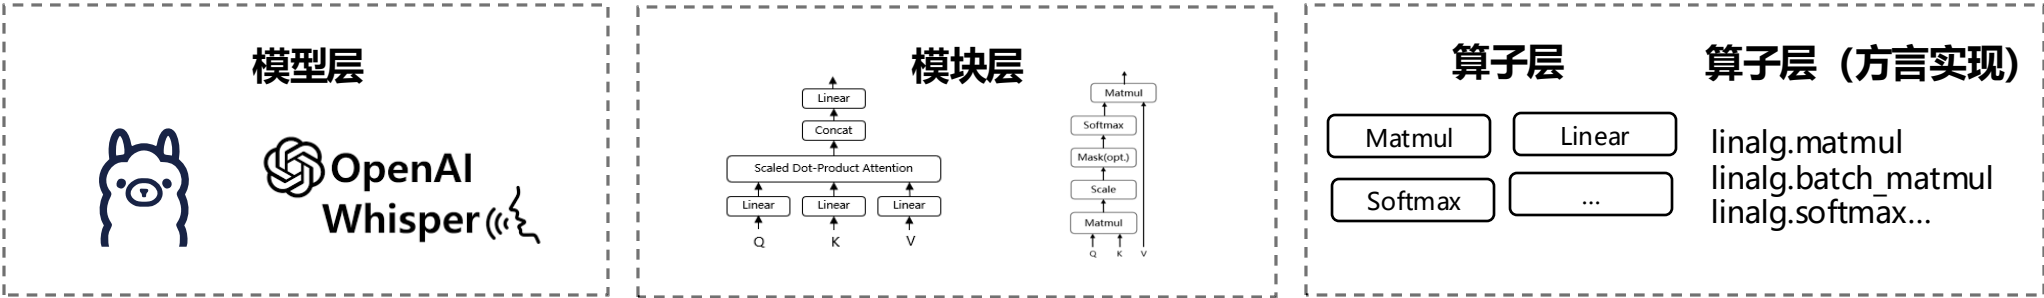 模型层
OpenAI
Whisper
模块层
Linear
Concat
Scaled Dot-Product Attention
Linear Linear Linear
Q K V
Matmul
Softmax
Mask(opt.)
Scale
Matmul
Q K V
算子层
Matmul Linear
Softmax ...
算子层（方言实现）
linalg.matmul
linalg.batch_matmul
linalg.softmax...